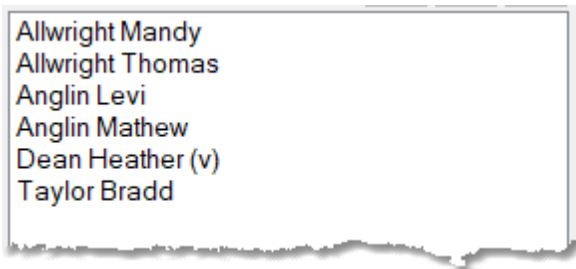 Allwright Mandy
Allwright Thomas
Anglin Levi
Anglin Mathew
Dean Heather (v)
Taylor Bradd